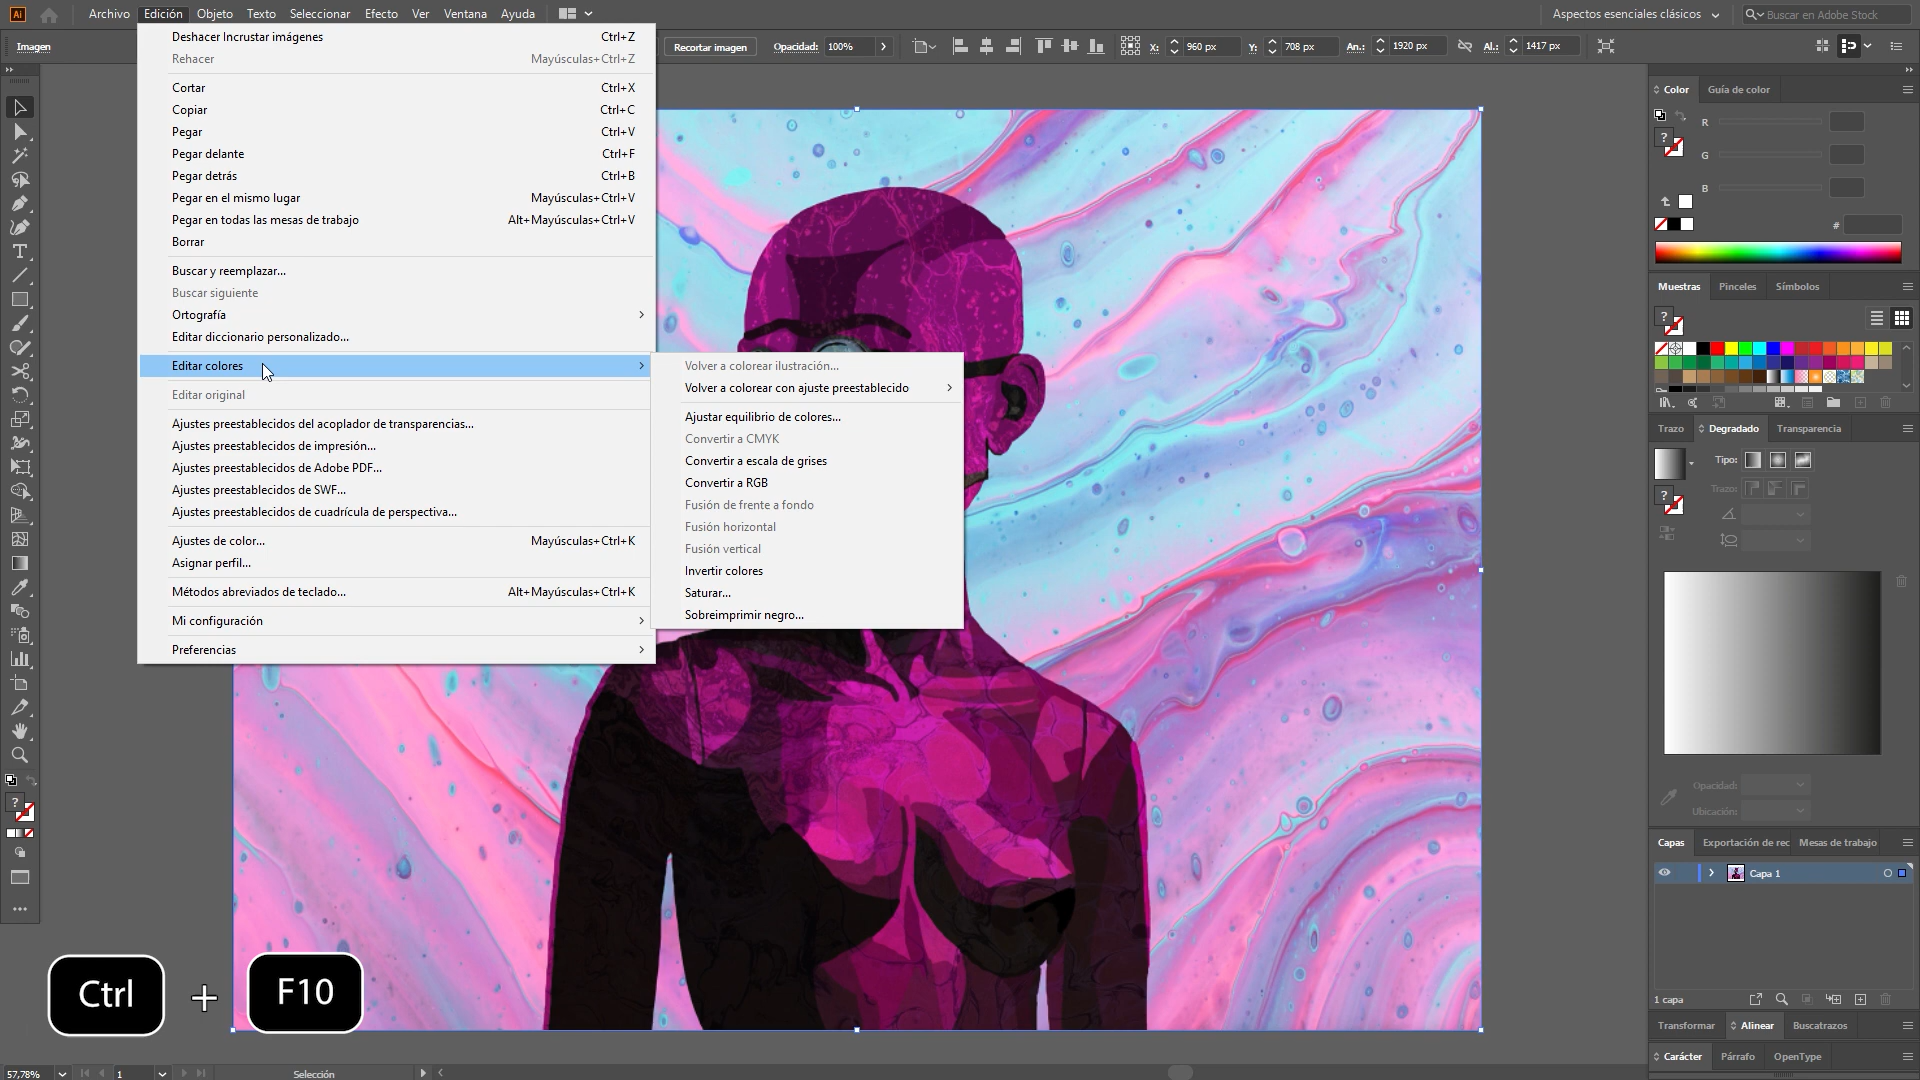 Ai
Archivo Edición Objeto Texto Seleccionar Efecto Ver Ventana Ayuda
Aspectos esenciales clásicos
Buscar en Adobe Stock
Imagen
Recortar imagen
Opacidad: 100%
X: 960 px
Y: 708 px
An.: 1920 px
Al.: 1417 px
Deshacer Incrustar imágenes Ctrl+Z
Rehacer Mayúsculas+Ctrl+Z
Cortar Ctrl+X
Copiar Ctrl+C
Pegar Ctrl+V
Pegar delante Ctrl+F
Pegar detrás Ctrl+B
Pegar en el mismo lugar Mayúsculas+Ctrl+V
Pegar en todas las mesas de trabajo Alt+Mayúsculas+Ctrl+V
Borrar
Buscar y reemplazar...
Buscar siguiente
Ortografía
Editar diccionario personalizado...
Editar colores
Editar original
Ajustes preestablecidos del acoplador de transparencias...
Ajustes preestablecidos de impresión...
Ajustes preestablecidos de Adobe PDF...
Ajustes preestablecidos de SWF...
Ajustes preestablecidos de cuadrícula de perspectiva...
Ajustes de color... Mayúsculas+Ctrl+K
Asignar perfil...
Métodos abreviados de teclado... Alt+Mayúsculas+Ctrl+K
Mi configuración
Preferencias
Volver a colorear ilustración...
Volver a colorear con ajuste preestablecido
Ajustar equilibrio de colores...
Convertir a CMYK
Convertir a escala de grises
Convertir a RGB
Fusión de frente a fondo
Fusión horizontal
Fusión vertical
Invertir colores
Saturar...
Sobreimprimir negro...
Color Guía de color
?
R
G
B
#
Muestras Pinceles Símbolos
?
Trazo Degradado Transparencia
Tipo:
Trazo:
?
Opacidad:
Ubicación:
Capas Exportación de rec Mesas de trabajo
Capa 1
1 capa
Transformar Alinear Buscatrazos
Carácter Párrafo OpenType
?
Ctrl + F10
57,78% 1 Selección